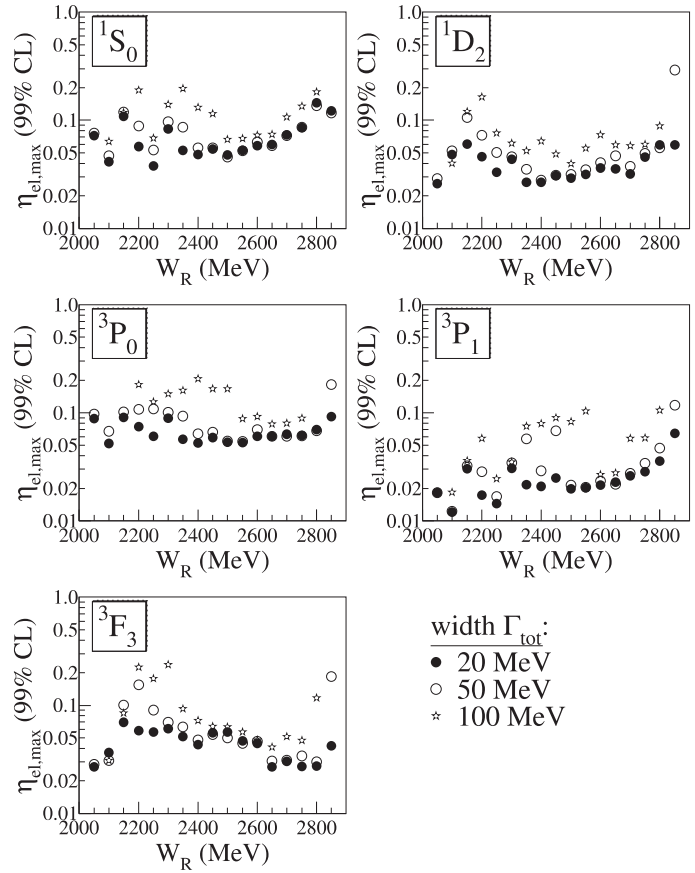 ¹S₀
η_el,max (99% CL)
1.0
0.5
0.2
0.1
0.05
0.02
0.01
2000 2200 2400 2600 2800
W_R (MeV)
¹D₂
η_el,max (99% CL)
1.0
0.5
0.2
0.1
0.05
0.02
0.01
2000 2200 2400 2600 2800
W_R (MeV)
³P₀
η_el,max (99% CL)
1.0
0.5
0.2
0.1
0.05
0.02
0.01
2000 2200 2400 2600 2800
W_R (MeV)
³P₁
η_el,max (99% CL)
1.0
0.5
0.2
0.1
0.05
0.02
0.01
2000 2200 2400 2600 2800
W_R (MeV)
³F₃
η_el,max (99% CL)
1.0
0.5
0.2
0.1
0.05
0.02
0.01
2000 2200 2400 2600 2800
W_R (MeV)
width Γ_tot:
20 MeV
50 MeV
100 MeV